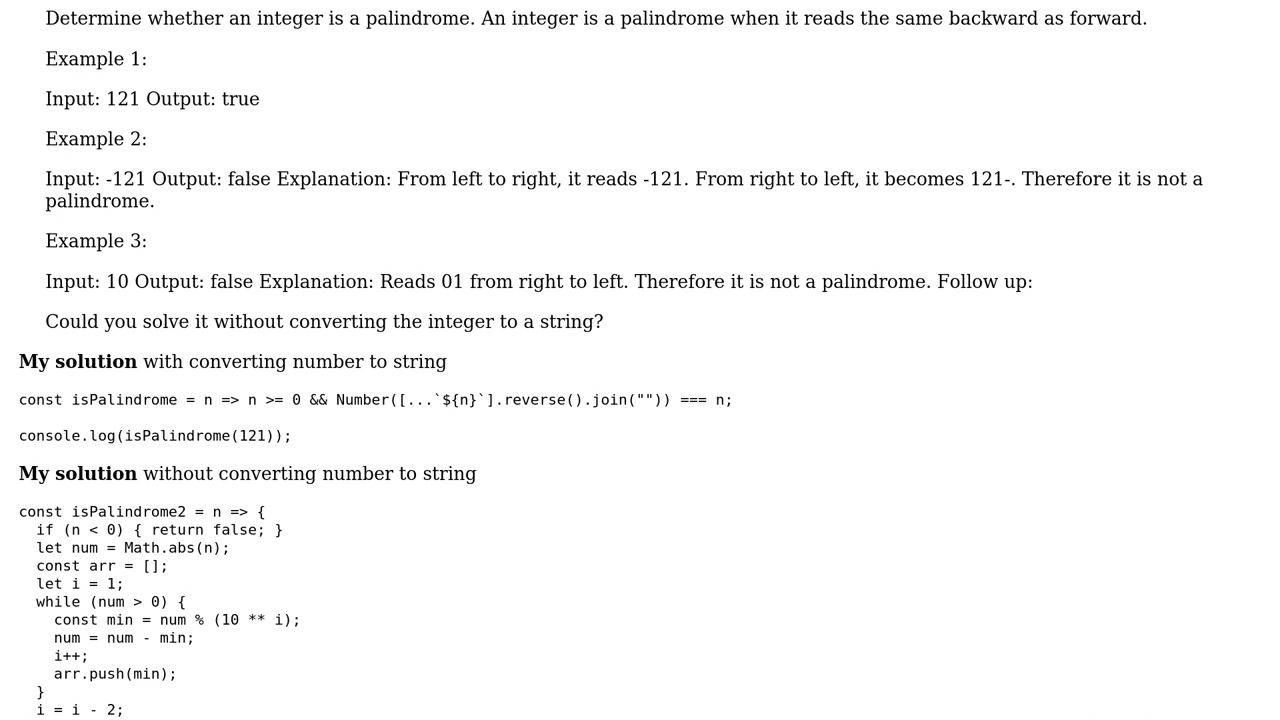 Determine whether an integer is a palindrome. An integer is a palindrome when it reads the same backward as forward.
Example 1:
Input: 121 Output: true
Example 2:
Input: -121 Output: false Explanation: From left to right, it reads -121. From right to left, it becomes 121-. Therefore it is not a
palindrome.
Example 3:
Input: 10 Output: false Explanation: Reads 01 from right to left. Therefore it is not a palindrome. Follow up:
Could you solve it without converting the integer to a string?
My solution with converting number to string
const isPalindrome = n => n >= 0 && Number([...`${n}`].reverse().join("")) === n;
console.log(isPalindrome(121));
My solution without converting number to string
const isPalindrome2 = n => {
  if (n < 0) { return false; }
  let num = Math.abs(n);
  const arr = [];
  let i = 1;
  while (num > 0) {
    const min = num % (10 ** i);
    num = num - min;
    i++;
    arr.push(min);
  }
  i = i - 2;